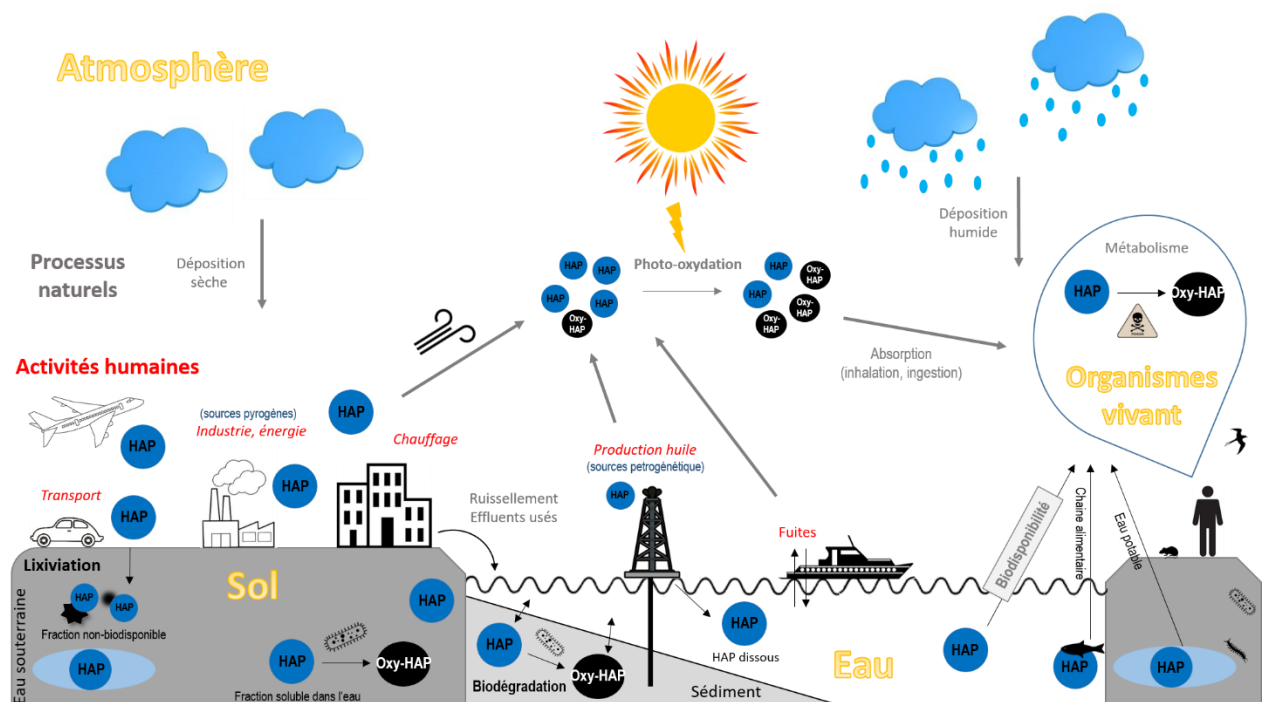 Atmosphère
Processus
naturels
Déposition
sèche
Déposition
humide
Photo-oxydation
HAP
HAP
HAP
HAP
Oxy-
HAP
HAP
HAP
Oxy-
HAP
Oxy-
HAP
Oxy-
HAP
Métabolisme
HAP
Oxy-HAP
Organismes
vivant
Absorption
(inhalation, ingestion)
Activités humaines
HAP
HAP
Transport
HAP
(sources pyrogènes)
Industrie, énergie
HAP
Chauffage
Production huile
(sources petrogénétique)
HAP
Ruissellement
Effluents usés
Fuites
Biodisponibilité
Chaine alimentaire
Eau potable
Lixiviation
HAP
HAP
Fraction non-biodisponible
HAP
Eau souterraine
Sol
HAP
HAP
Oxy-HAP
Fraction soluble dans l'eau
HAP
Oxy-HAP
Biodégradation
Sédiment
HAP
HAP dissous
Eau
HAP
HAP
HAP